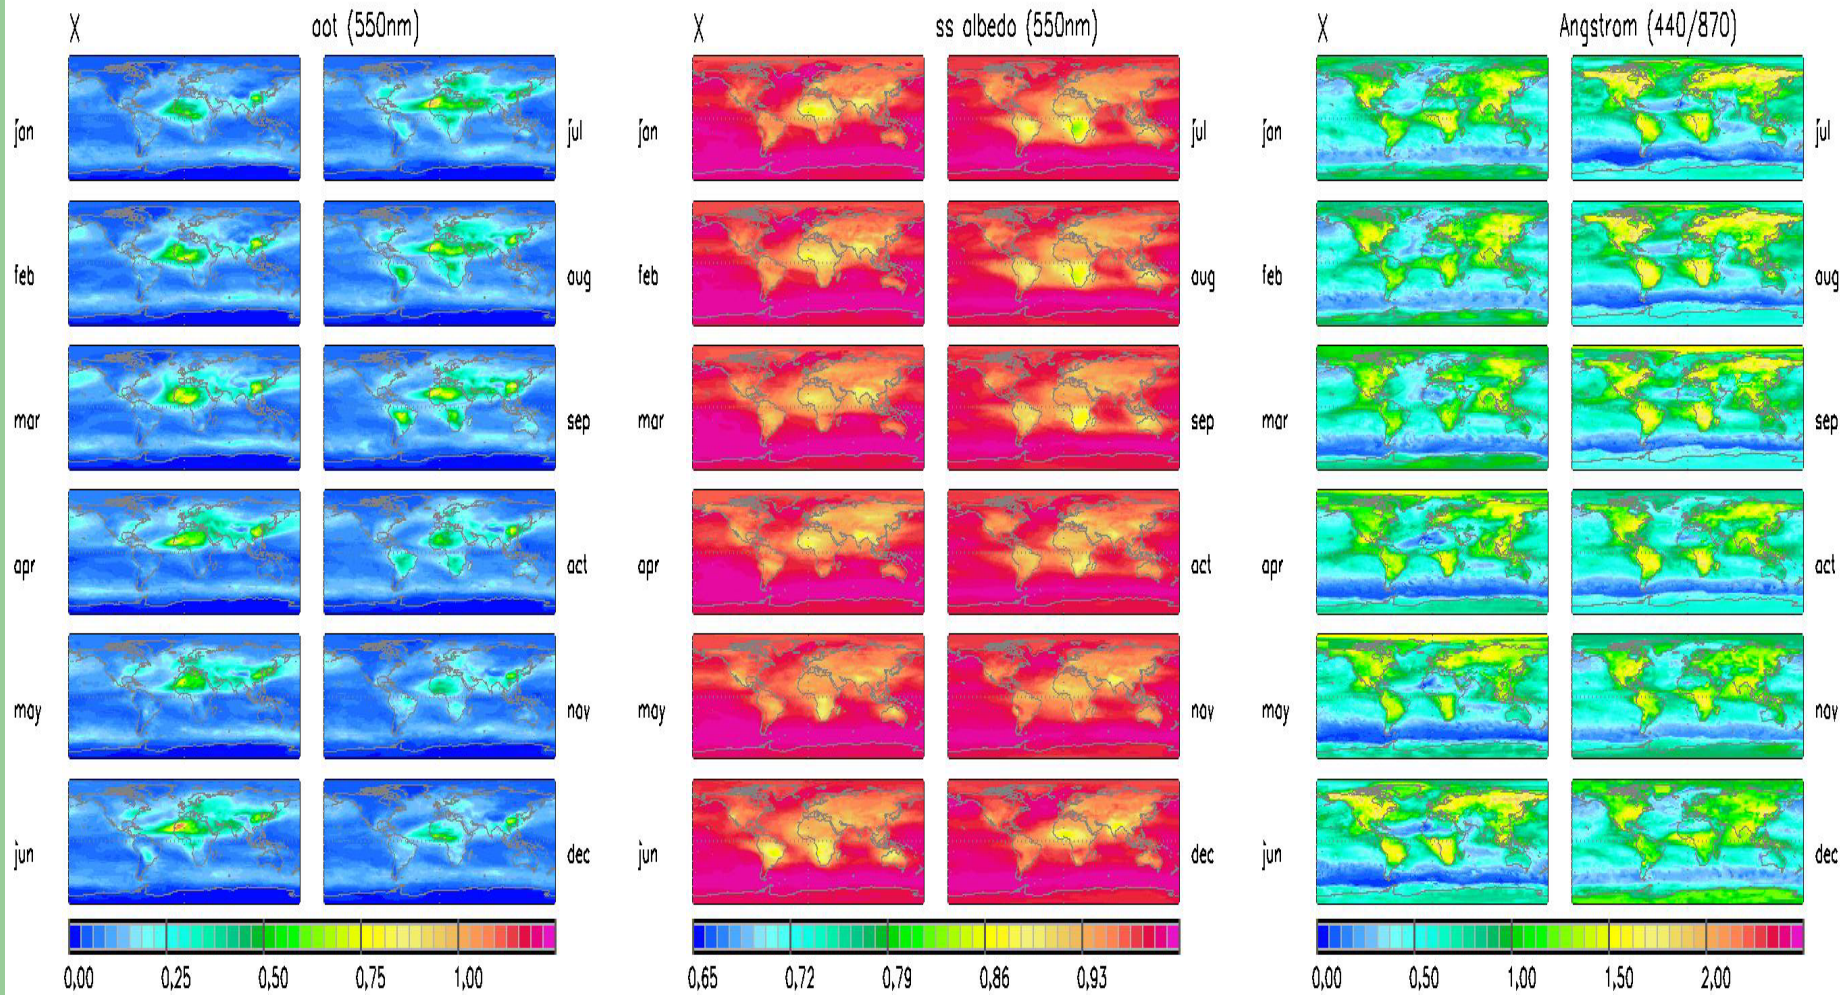 X aot (550nm) X ss albedo (550nm) X Angstrom (440/870)
jan jul jan jul jan jul
feb aug feb aug feb aug
mar sep mar sep mar sep
apr oct apr oct apr oct
may nov may nov may nov
jun dec jun dec jun dec
0,00 0,25 0,50 0,75 1,00 0,65 0,72 0,79 0,86 0,93 0,00 0,50 1,00 1,50 2,00